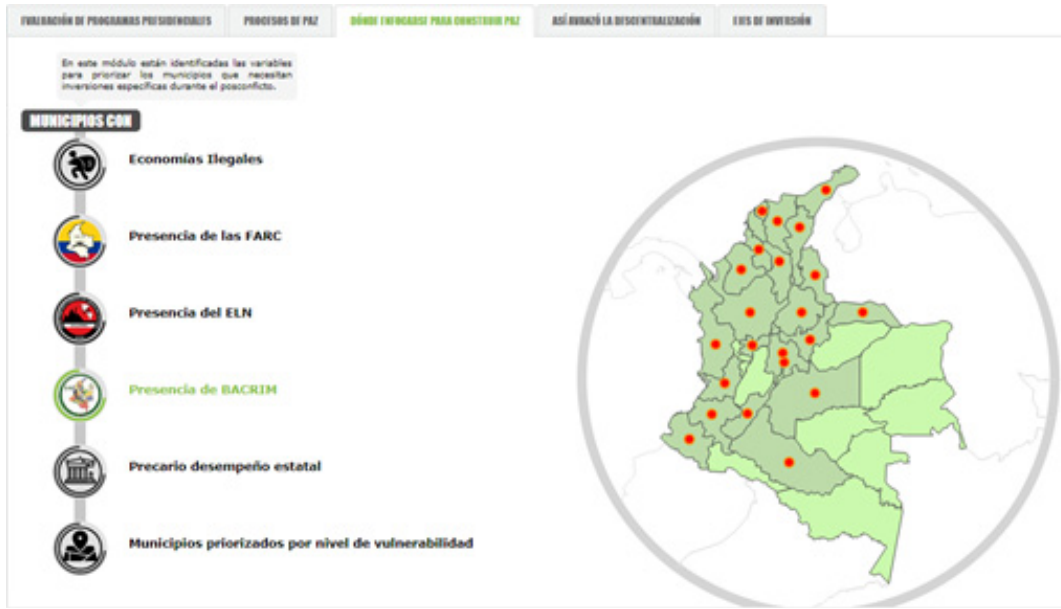 EVALUACIÓN DE PROGRAMAS PRESIDENCIALES
PROCESOS DE PAZ
DÓNDE ENFOCARSE PARA CONSTRUIR PAZ
ASÍ AVANZÓ LA DESCENTRALIZACIÓN
EJES DE INVERSIÓN
En este módulo están identificadas las variables
para priorizar los municipios que necesitan
inversiones específicas durante el posconficto.
MUNICIPIOS CON
Economías Ilegales
Presencia de las FARC
Presencia del ELN
Presencia de BACRIM
Precario desempeño estatal
Municipios priorizados por nivel de vulnerabilidad